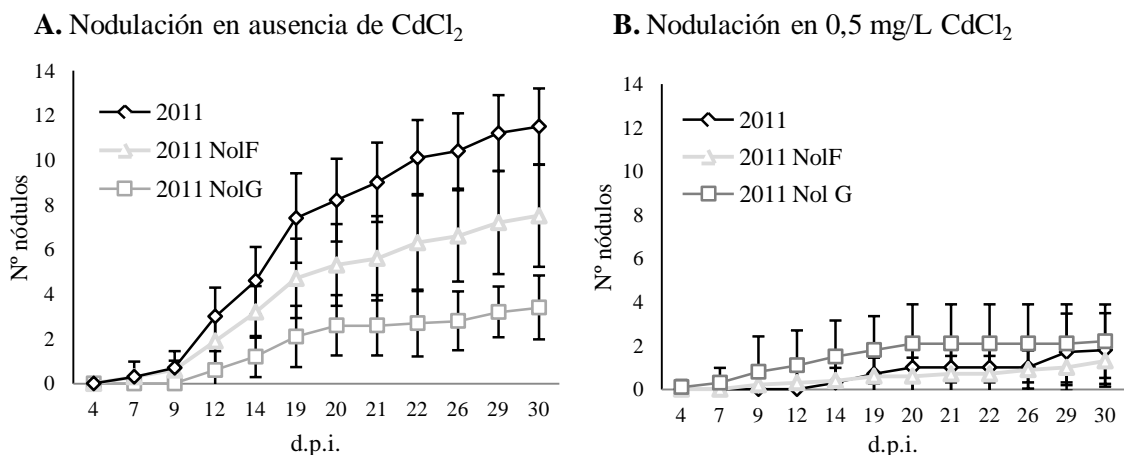 A. Nodulación en ausencia de CdCl₂
14
12
10
8
6
4
2
0
Nº nódulos
2011
2011 NolF
2011 NolG
4 7 9 12 14 19 20 21 22 26 29 30
d.p.i.
B. Nodulación en 0,5 mg/L CdCl₂
14
12
10
8
6
4
2
0
Nº nódulos
2011
2011 NolF
2011 Nol G
4 7 9 12 14 19 20 21 22 26 29 30
d.p.i.